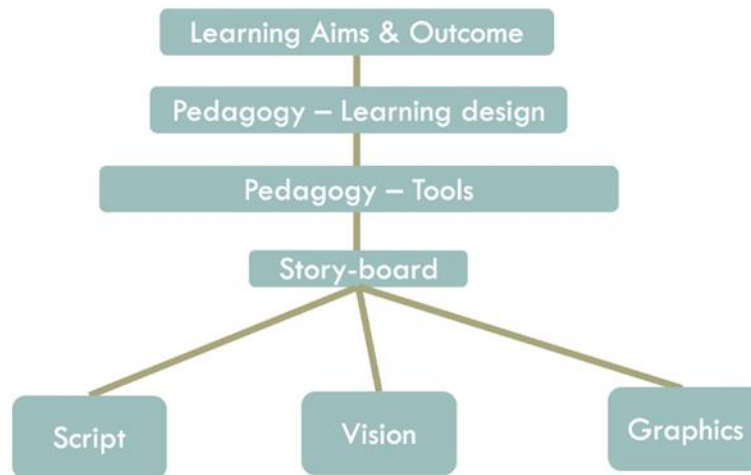 Learning Aims & Outcome
Pedagogy – Learning design
Pedagogy – Tools
Story-board
Script
Vision
Graphics